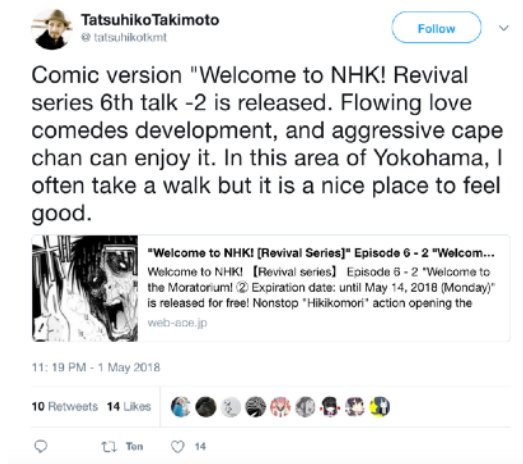 TatsuhikoTakimoto
@tatsuhikotkmt
Follow
Comic version "Welcome to NHK! Revival
series 6th talk -2 is released. Flowing love
comedes development, and aggressive cape
chan can enjoy it. In this area of Yokohama, I
often take a walk but it is a nice place to feel
good.
"Welcome to NHK! [Revival Series]" Episode 6 - 2 "Welcom...
Welcome to NHK! 【Revival series】 Episode 6 - 2 "Welcome to
the Moratorium! ② Expiration date: until May 14, 2018 (Monday)"
is released for free! Nonstop "Hikikomori" action opening the
web-ace.jp
11: 19 PM - 1 May 2018
10 Retweets 14 Likes
Ten 14